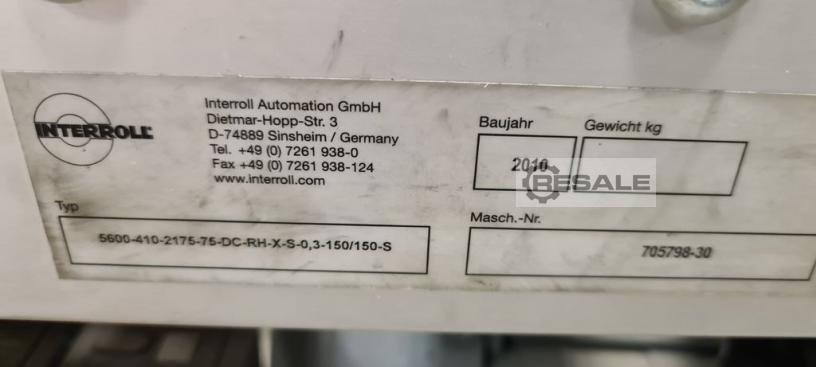 INTERROLL
Interroll Automation GmbH
Dietmar-Hopp-Str. 3
D-74889 Sinsheim / Germany
Tel. +49 (0) 7261 938-0
Fax +49 (0) 7261 938-124
www.interroll.com
Baujahr
2010
Gewicht kg
RESALE
Typ
5600-410-2175-75-DC-RH-X-S-0,3-150/150-S
Masch.-Nr.
705798-30